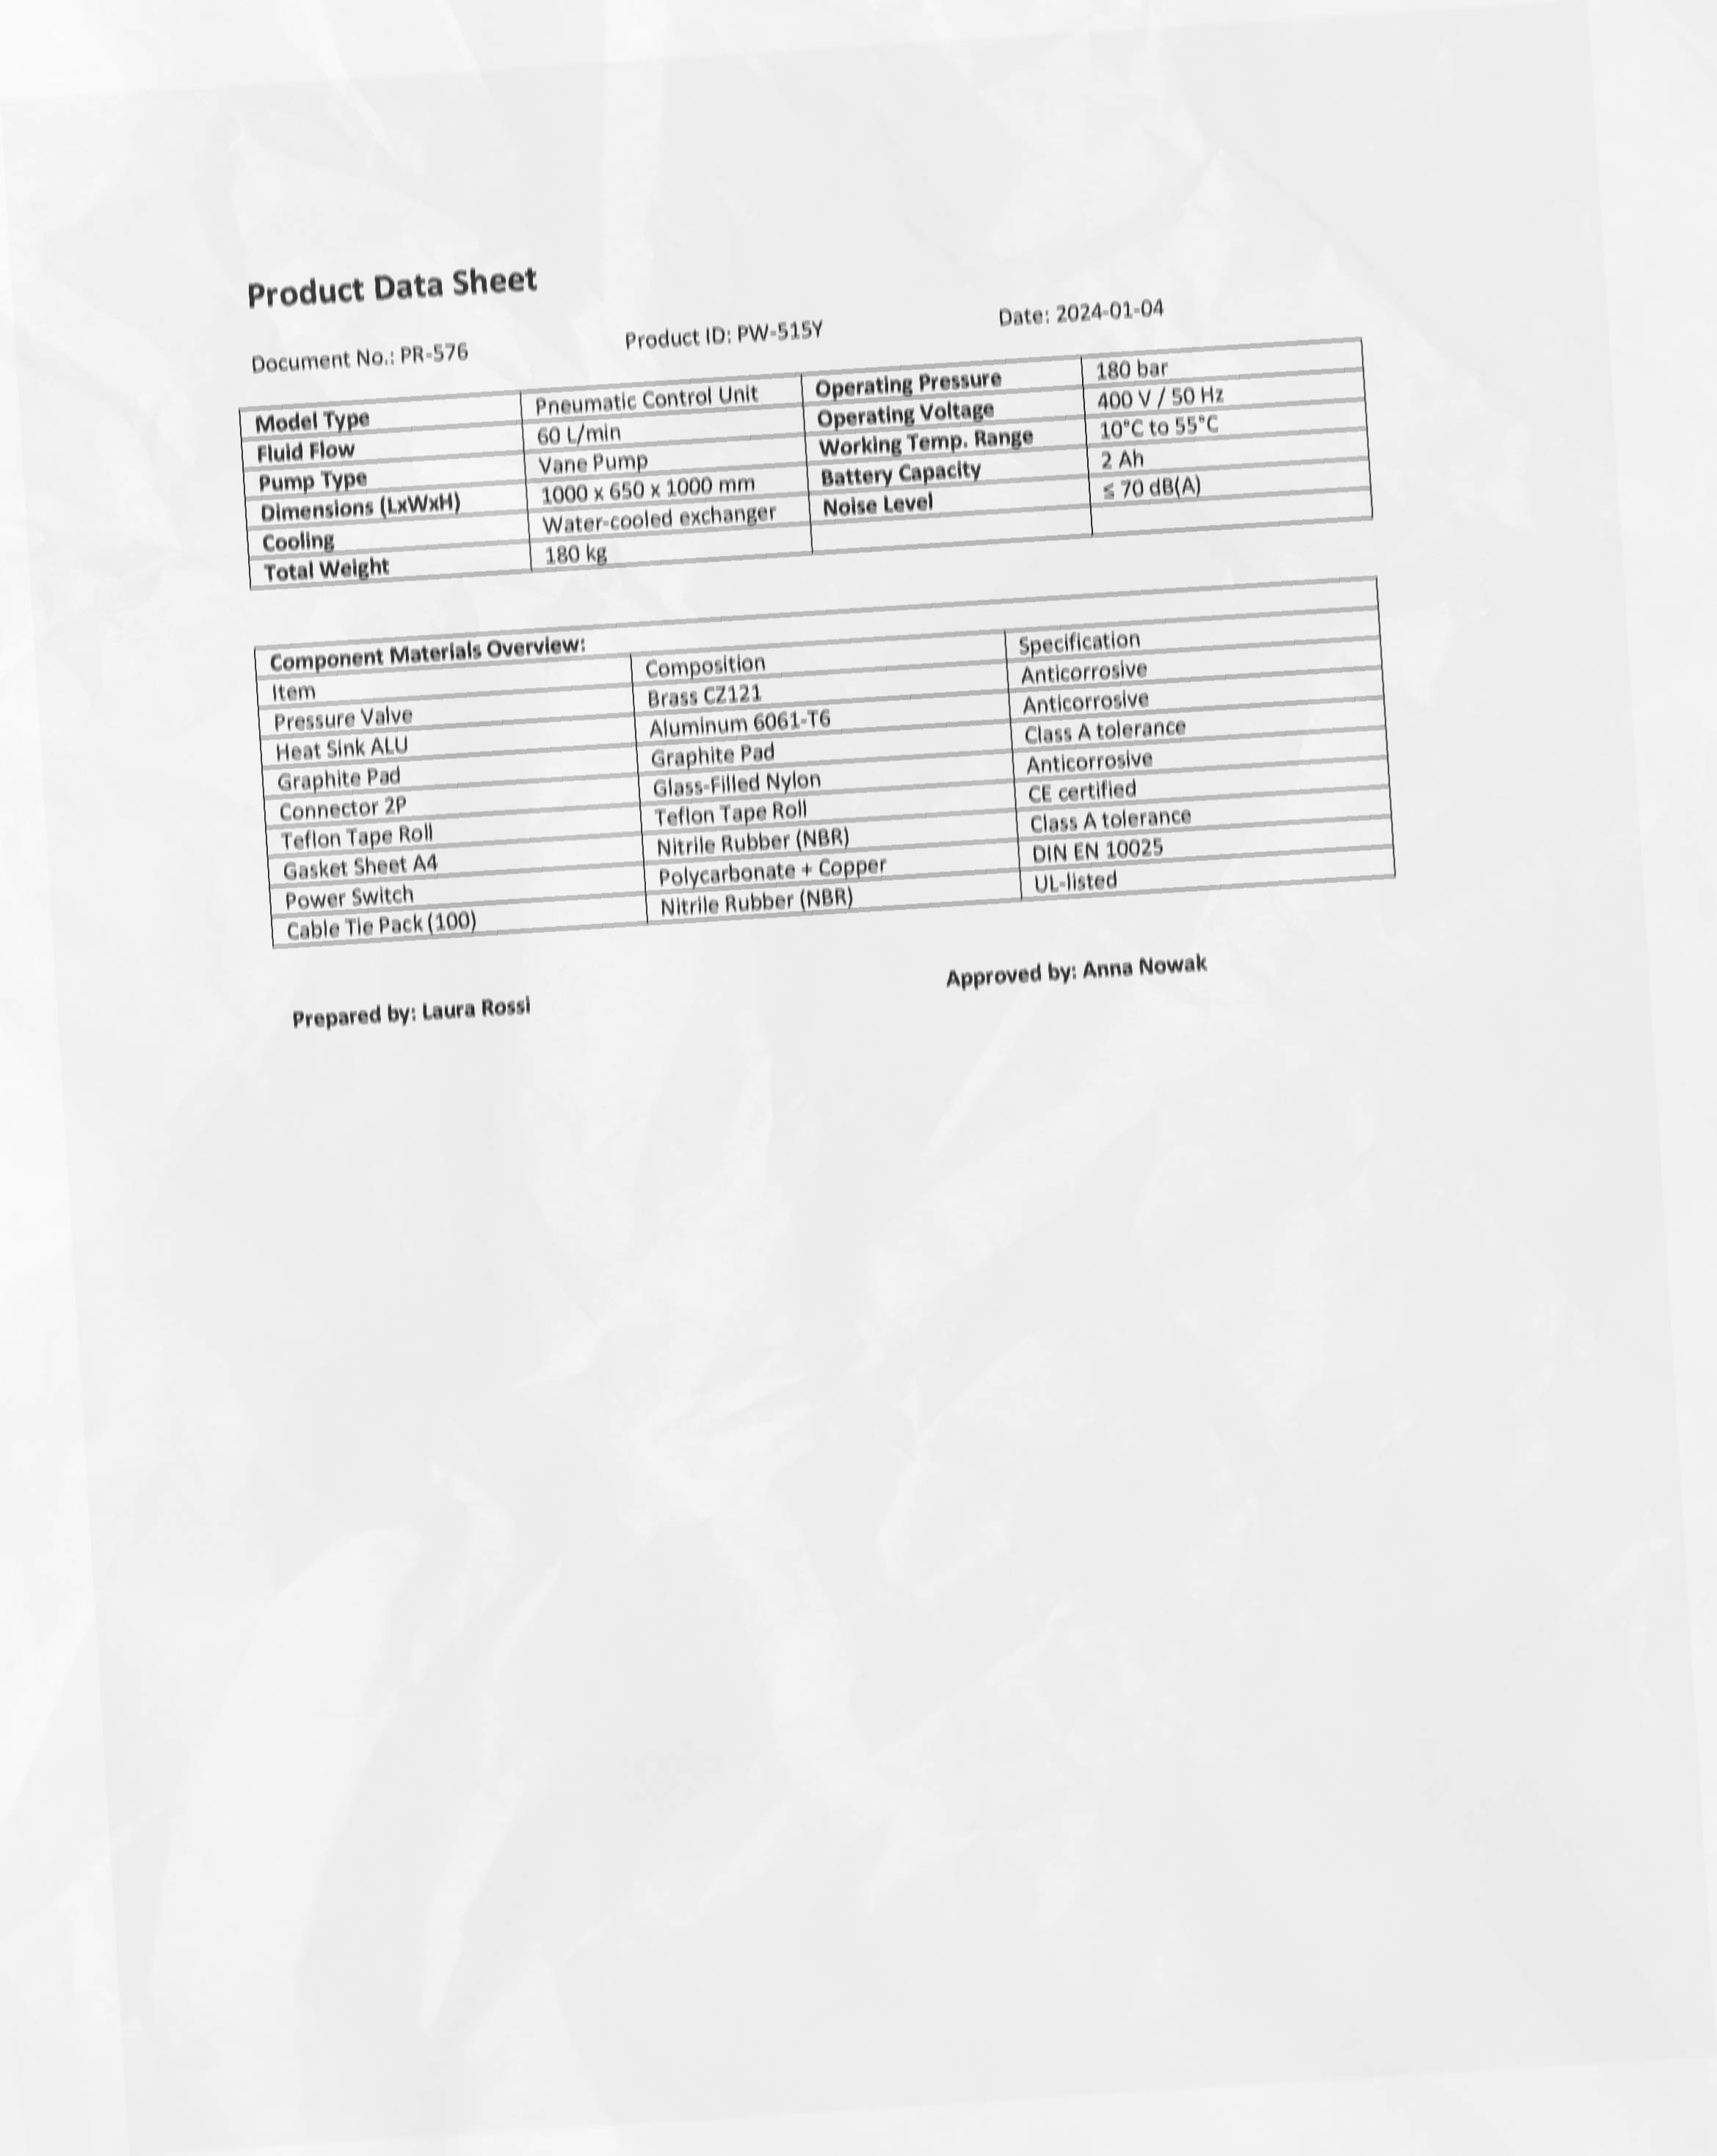 Product Data Sheet
Document No.: PR-576 Product ID: PW-515Y Date: 2024-01-04
Model Type Pneumatic Control Unit Operating Pressure 180 bar
Fluid Flow 60 L/min Operating Voltage 400 V / 50 Hz
Pump Type Vane Pump Working Temp. Range 10°C to 55°C
Dimensions (LxWxH) 1000 x 650 x 1000 mm Battery Capacity 2 Ah
Cooling Water-cooled exchanger Noise Level ≤ 70 dB(A)
Total Weight 180 kg
Component Materials Overview:
Item Composition Specification
Pressure Valve Brass CZ121 Anticorrosive
Heat Sink ALU Aluminum 6061-T6 Anticorrosive
Graphite Pad Graphite Pad Class A tolerance
Connector 2P Glass-Filled Nylon Anticorrosive
Teflon Tape Roll Teflon Tape Roll CE certified
Gasket Sheet A4 Nitrile Rubber (NBR) Class A tolerance
Power Switch Polycarbonate + Copper DIN EN 10025
Cable Tie Pack (100) Nitrile Rubber (NBR) UL-listed
Prepared by: Laura Rossi Approved by: Anna Nowak